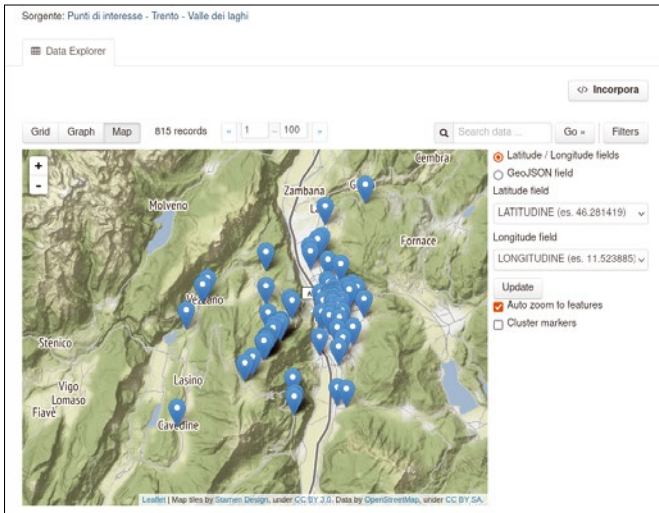 Sorgente: Punti di interesse - Trento - Valle dei laghi
Data Explorer
</> Incorpora
Grid Graph Map 815 records « 1 – 100 » Search data ... Go » Filters
+
-
Latitude / Longitude fields
GeoJSON field
Latitude field
LATITUDINE (es. 46.281419)
Longitude field
LONGITUDINE (es. 11.523885)
Update
Auto zoom to features
Cluster markers
Cembra
Zambana
Molveno
Fornace
Stenico
Lasino
Vigo
Lomaso
Fiavè
Cavedine
Leaflet | Map tiles by Stamen Design, under CC BY 3.0. Data by OpenStreetMap, under CC BY SA.